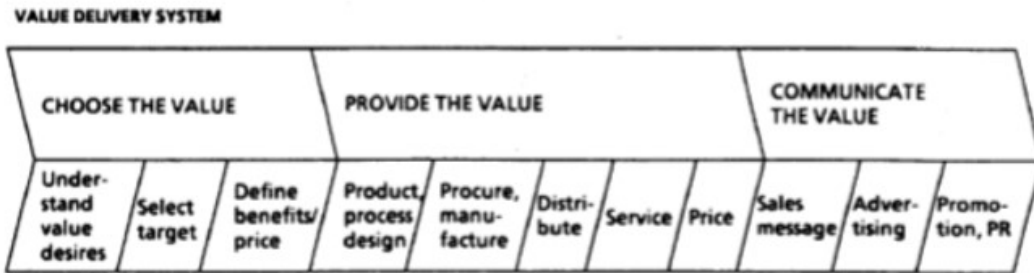 VALUE DELIVERY SYSTEM
CHOOSE THE VALUE
PROVIDE THE VALUE
COMMUNICATE
THE VALUE
Under-
stand
value
desires
Select
target
Define
benefits/
price
Product,
process
design
Procure,
manu-
facture
Distri-
bute
Service
Price
Sales
message
Adver-
tising
Promo-
tion, PR